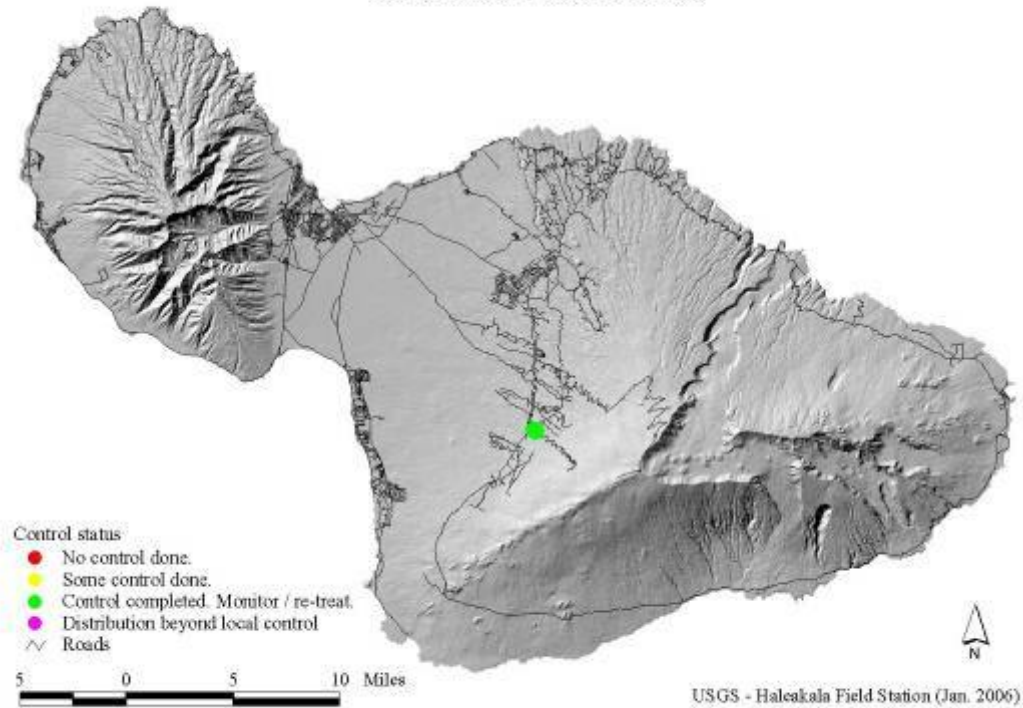 Control status
No control done.
Some control done.
Control completed. Monitor / re-treat.
Distribution beyond local control
Roads
5 0 5 10 Miles
N
USGS - Haleakala Field Station (Jan. 2006)